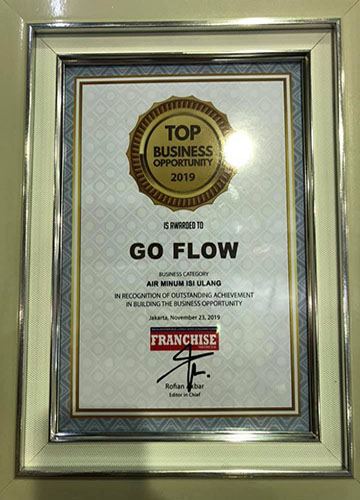 TOP
BUSINESS
OPPORTUNITY
2019
IS AWARDED TO
GO FLOW
BUSINESS CATEGORY
AIR MINUM ISI ULANG
IN RECOGNITION OF OUTSTANDING ACHIEVEMENT
IN BUILDING THE BUSINESS OPPORTUNITY
Jakarta, November 23, 2019
FRANCHISE
Rofian Akbar
Editor in Chief